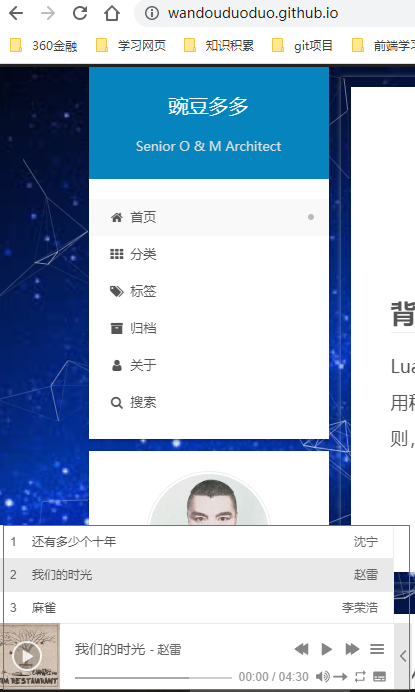 wandouduoduo.github.io
360金融 学习网页 知识积累 git项目 前端学习
豌豆多多
Senior O & M Architect
首页
分类
标签
归档
关于
搜索
背
Lua
用
则,
1 还有多少个十年 沈宁
2 我们的时光 赵雷
3 麻雀 李荣浩
我们的时光 - 赵雷
00:00 / 04:30